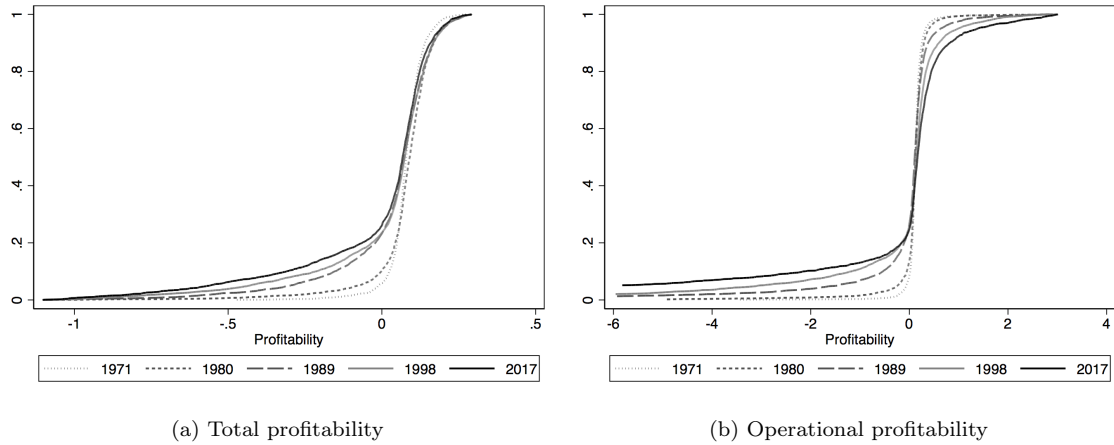 1
.8
.6
.4
.2
0
-1 -.5 0 .5
Profitability
1971 1980 1989 1998 2017
(a) Total profitability
1
.8
.6
.4
.2
0
-6 -4 -2 0 2 4
Profitability
1971 1980 1989 1998 2017
(b) Operational profitability